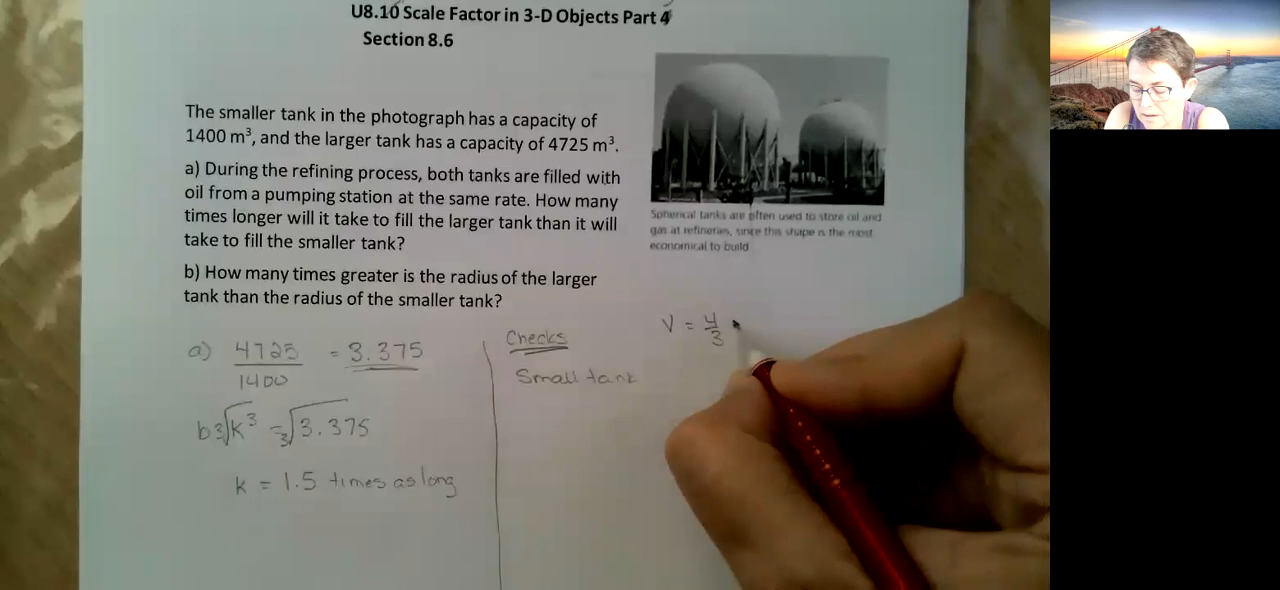 U8.10 Scale Factor in 3-D Objects Part 4
Section 8.6
The smaller tank in the photograph has a capacity of
1400 m³, and the larger tank has a capacity of 4725 m³.
a) During the refining process, both tanks are filled with
oil from a pumping station at the same rate. How many
times longer will it take to fill the larger tank than it will
take to fill the smaller tank?
b) How many times greater is the radius of the larger
tank than the radius of the smaller tank?
Spherical tanks are often used to store oil and
gas at refineries, since this shape is the most
economical to build
a) 4725/1400 = 3.375
b ∛k³ = ∛3.375
k = 1.5 times as long
Checks
Small tank
V = 4/3